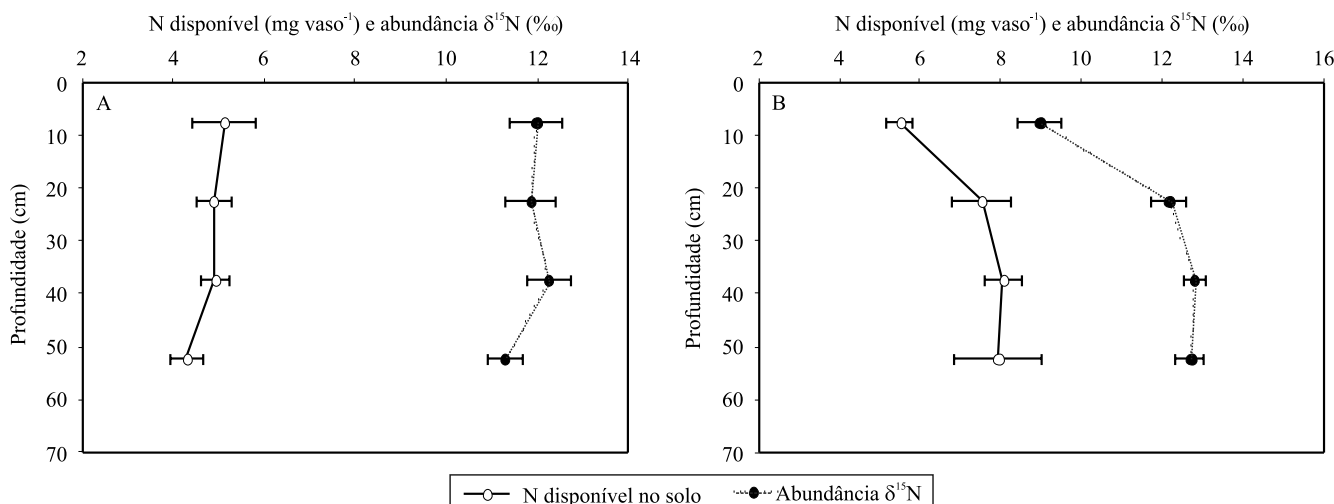 N disponível (mg vaso⁻¹) e abundância δ¹⁵N (‰)
2 4 6 8 10 12 14
A
Profundidade (cm)
0
10
20
30
40
50
60
70
N disponível (mg vaso⁻¹) e abundância δ¹⁵N (‰)
2 4 6 8 10 12 14 16
B
Profundidade (cm)
0
10
20
30
40
50
60
70
N disponível no solo Abundância δ¹⁵N